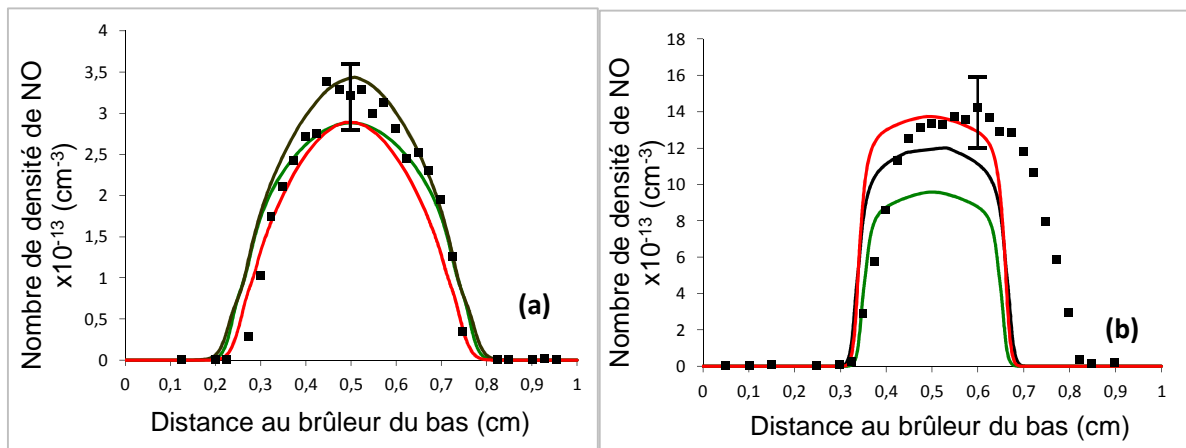 Nombre de densité de NO
x10-13 (cm-3)
4
3,5
3
2,5
2
1,5
1
0,5
0
0 0,1 0,2 0,3 0,4 0,5 0,6 0,7 0,8 0,9 1
Distance au brûleur du bas (cm)
(a)
Nombre de densité de NO
x10-13 (cm-3)
18
16
14
12
10
8
6
4
2
0
0 0,1 0,2 0,3 0,4 0,5 0,6 0,7 0,8 0,9 1
Distance au brûleur du bas (cm)
(b)